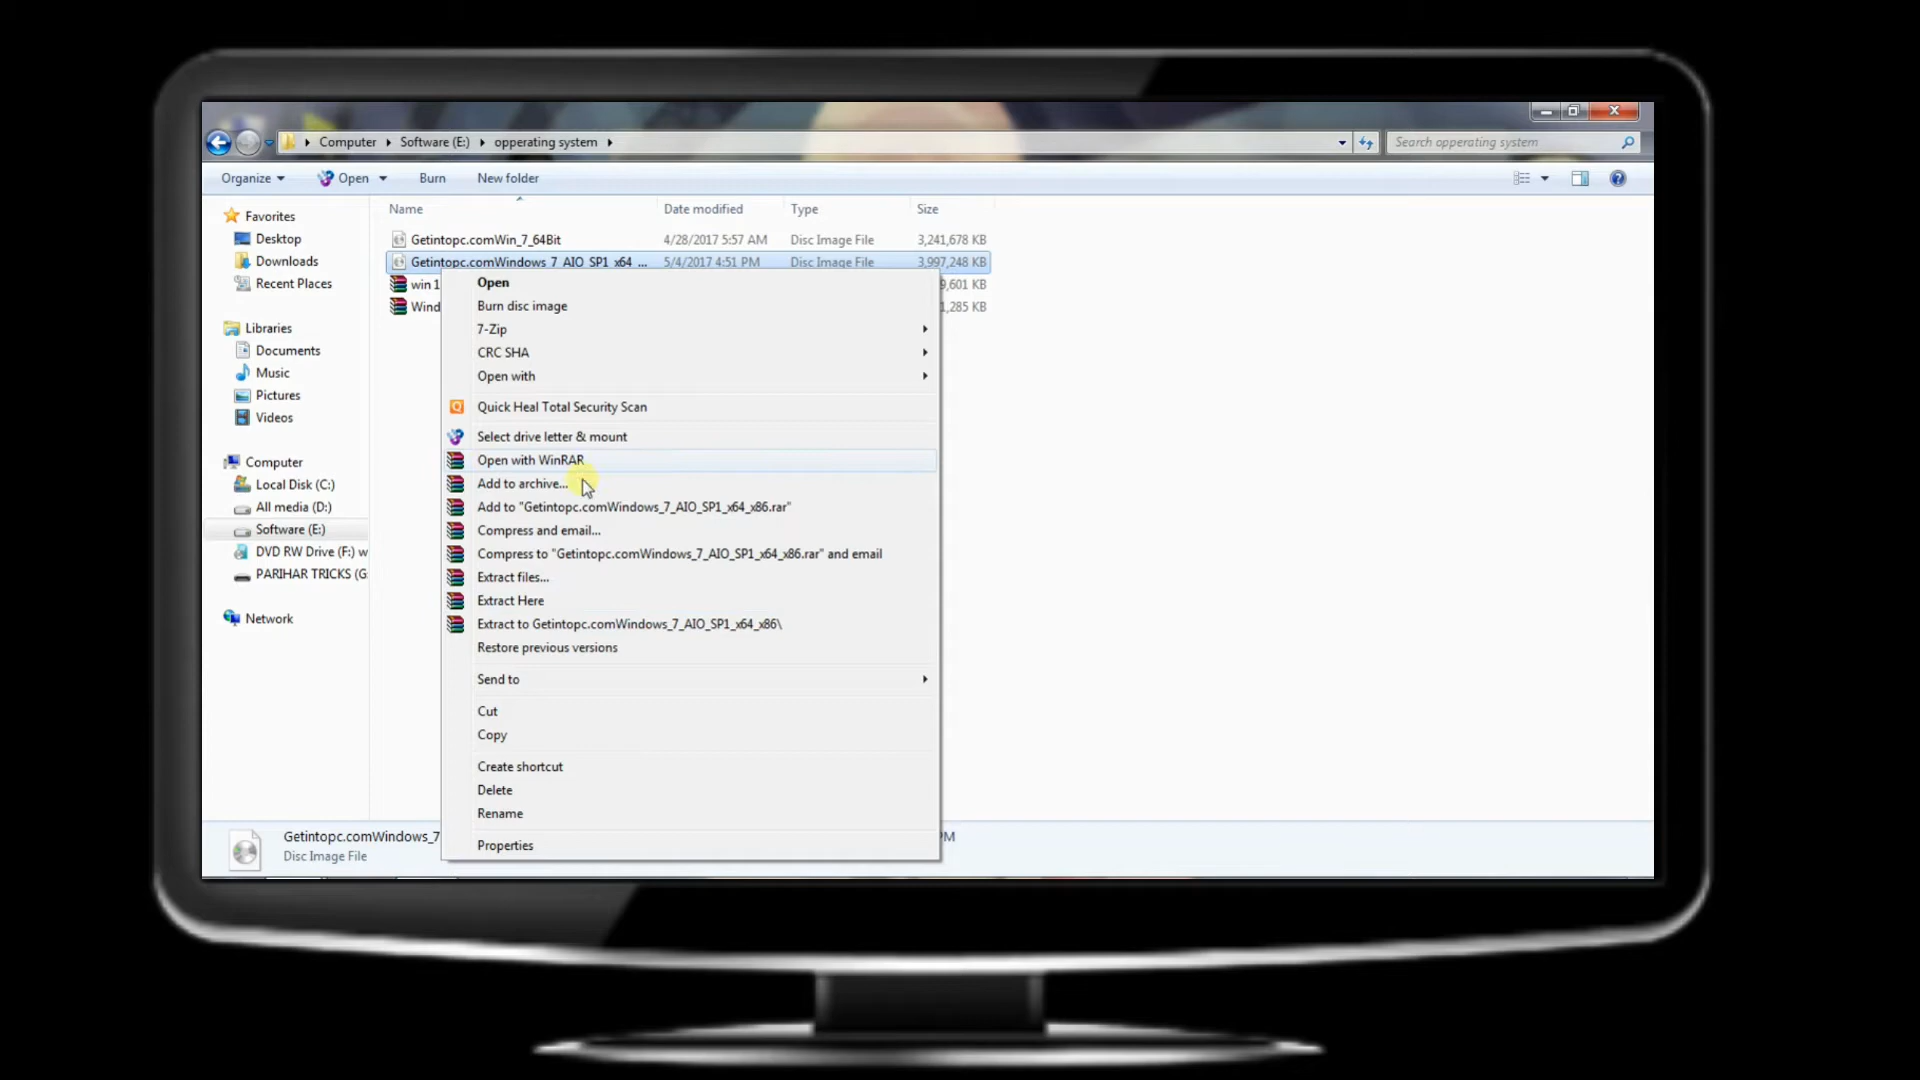 Computer Software (E:) opperating system
Search opperating system
Organize Open Burn New folder
Name Date modified Type Size
Favorites
Desktop
Downloads
Recent Places
Libraries
Documents
Music
Pictures
Videos
Computer
Local Disk (C:)
All media (D:)
Software (E:)
DVD RW Drive (F:) w
PARIHAR TRICKS (G:
Network
Getintopc.comWin_7_64Bit 4/28/2017 5:57 AM Disc Image File 3,241,678 KB
Getintopc.comWindows_7_AIO_SP1_x64_... 5/4/2017 4:51 PM Disc Image File 3,997,248 KB
win 1 9,601 KB
Wind 1,285 KB
Open
Burn disc image
7-Zip
CRC SHA
Open with
Quick Heal Total Security Scan
Select drive letter & mount
Open with WinRAR
Add to archive...
Add to "Getintopc.comWindows_7_AIO_SP1_x64_x86.rar"
Compress and email...
Compress to "Getintopc.comWindows_7_AIO_SP1_x64_x86.rar" and email
Extract files...
Extract Here
Extract to Getintopc.comWindows_7_AIO_SP1_x64_x86\
Restore previous versions
Send to
Cut
Copy
Create shortcut
Delete
Rename
Properties
Getintopc.comWindows_7 PM
Disc Image File